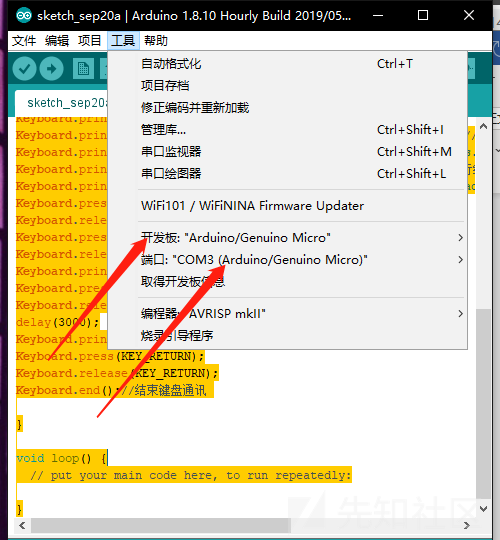 sketch_sep20a | Arduino 1.8.10 Hourly Build 2019/05...
文件 编辑 项目 工具 帮助
sketch_sep20a
自动格式化 Ctrl+T
项目存档
修正编码并重新加载
管理库... Ctrl+Shift+I
串口监视器 Ctrl+Shift+M
串口绘图器 Ctrl+Shift+L
WiFi101 / WiFiNINA Firmware Updater
开发板: "Arduino/Genuino Micro"
端口: "COM3 (Arduino/Genuino Micro)"
取得开发板信息
编程器: "AVRISP mkII"
烧录引导程序
Keyboard.prin
Keyboard.prin
Keyboard.prin
Keyboard.prin
Keyboard.prin
Keyboard.pres
Keyboard.rele
Keyboard.prin
Keyboard.pres
Keyboard.rele
Keyboard.prin
Keyboard.pres
Keyboard.rele
delay(3000);
Keyboard.prin
Keyboard.press(KEY_RETURN);
Keyboard.release(KEY_RETURN);
Keyboard.end();//结束键盘通讯
}
void loop() {
// put your main code here, to run repeatedly:
}
先知社区